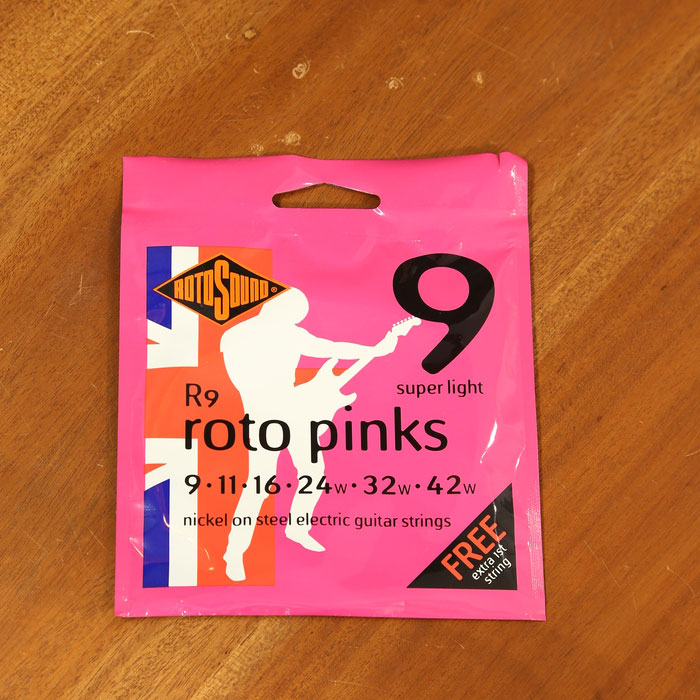 ROTOSOUND®
9
super light
R9
roto pinks
9·11·16·24w·32w·42w
nickel on steel electric guitar strings
FREE
extra 1st
string